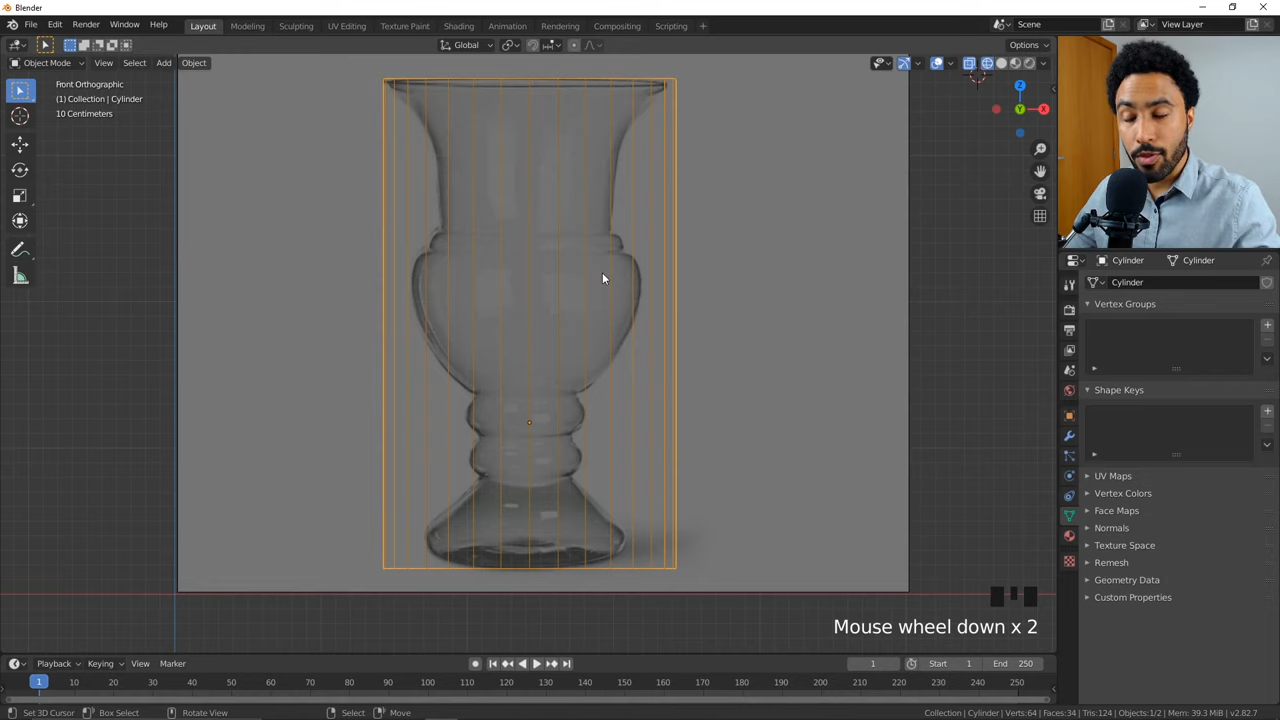 Blender
File Edit Render Window Help Layout Modeling Sculpting UV Editing Texture Paint Shading Animation Rendering Compositing Scripting + Scene View Layer
Global Options
Object Mode View Select Add Object
Front Orthographic
(1) Collection | Cylinder
10 Centimeters
Z
X
Y
Cylinder Cylinder
Cylinder
Vertex Groups
Shape Keys
UV Maps
Vertex Colors
Face Maps
Normals
Texture Space
Remesh
Geometry Data
Custom Properties
Mouse wheel down x 2
Playback Keying View Marker 1 Start 1 End 250
1 10 20 30 40 50 60 70 80 90 100 110 120 130 140 150 160 170 180 190 200 210 220 230 240 250
Set 3D Cursor Box Select Rotate View Select Move Collection | Cylinder | Verts:64 | Faces:34 | Tris:124 | Objects:1/2 | Mem: 39.3 MiB | v2.82.7